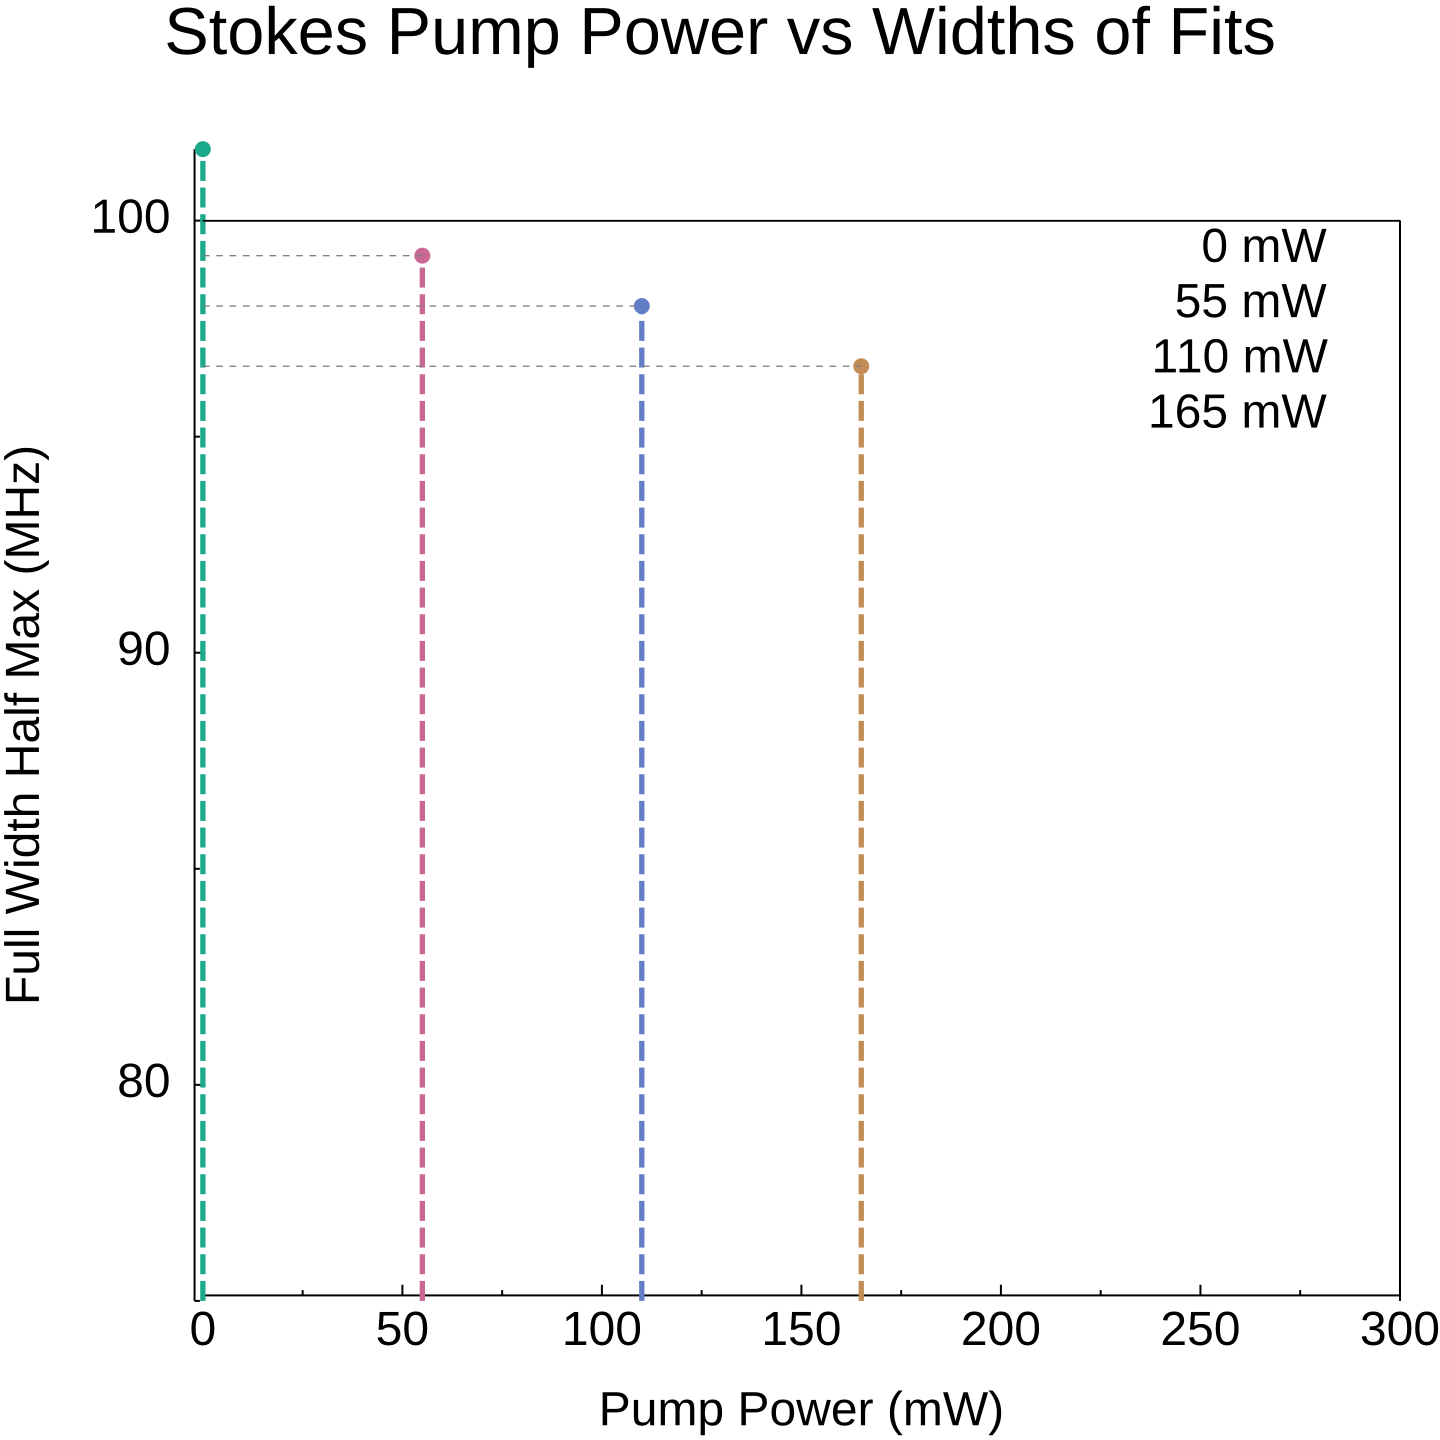 Stokes Pump Power vs Widths of Fits
100
0 mW
55 mW
110 mW
165 mW
Full Width Half Max (MHz)
90
80
0 50 100 150 200 250 300
Pump Power (mW)